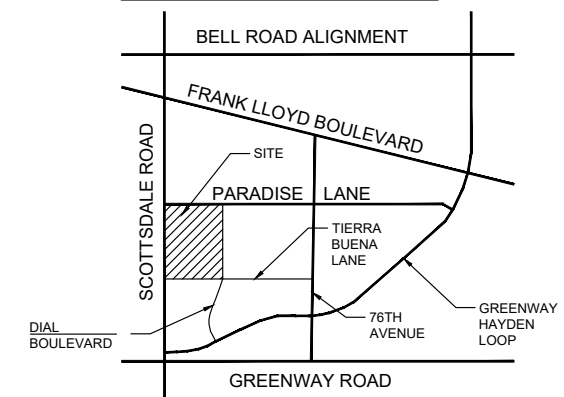 BELL ROAD ALIGNMENT
FRANK LLOYD BOULEVARD
SCOTTSDALE ROAD
SITE
PARADISE LANE
TIERRA
BUENA
LANE
DIAL
BOULEVARD
76TH
AVENUE
GREENWAY
HAYDEN
LOOP
GREENWAY ROAD